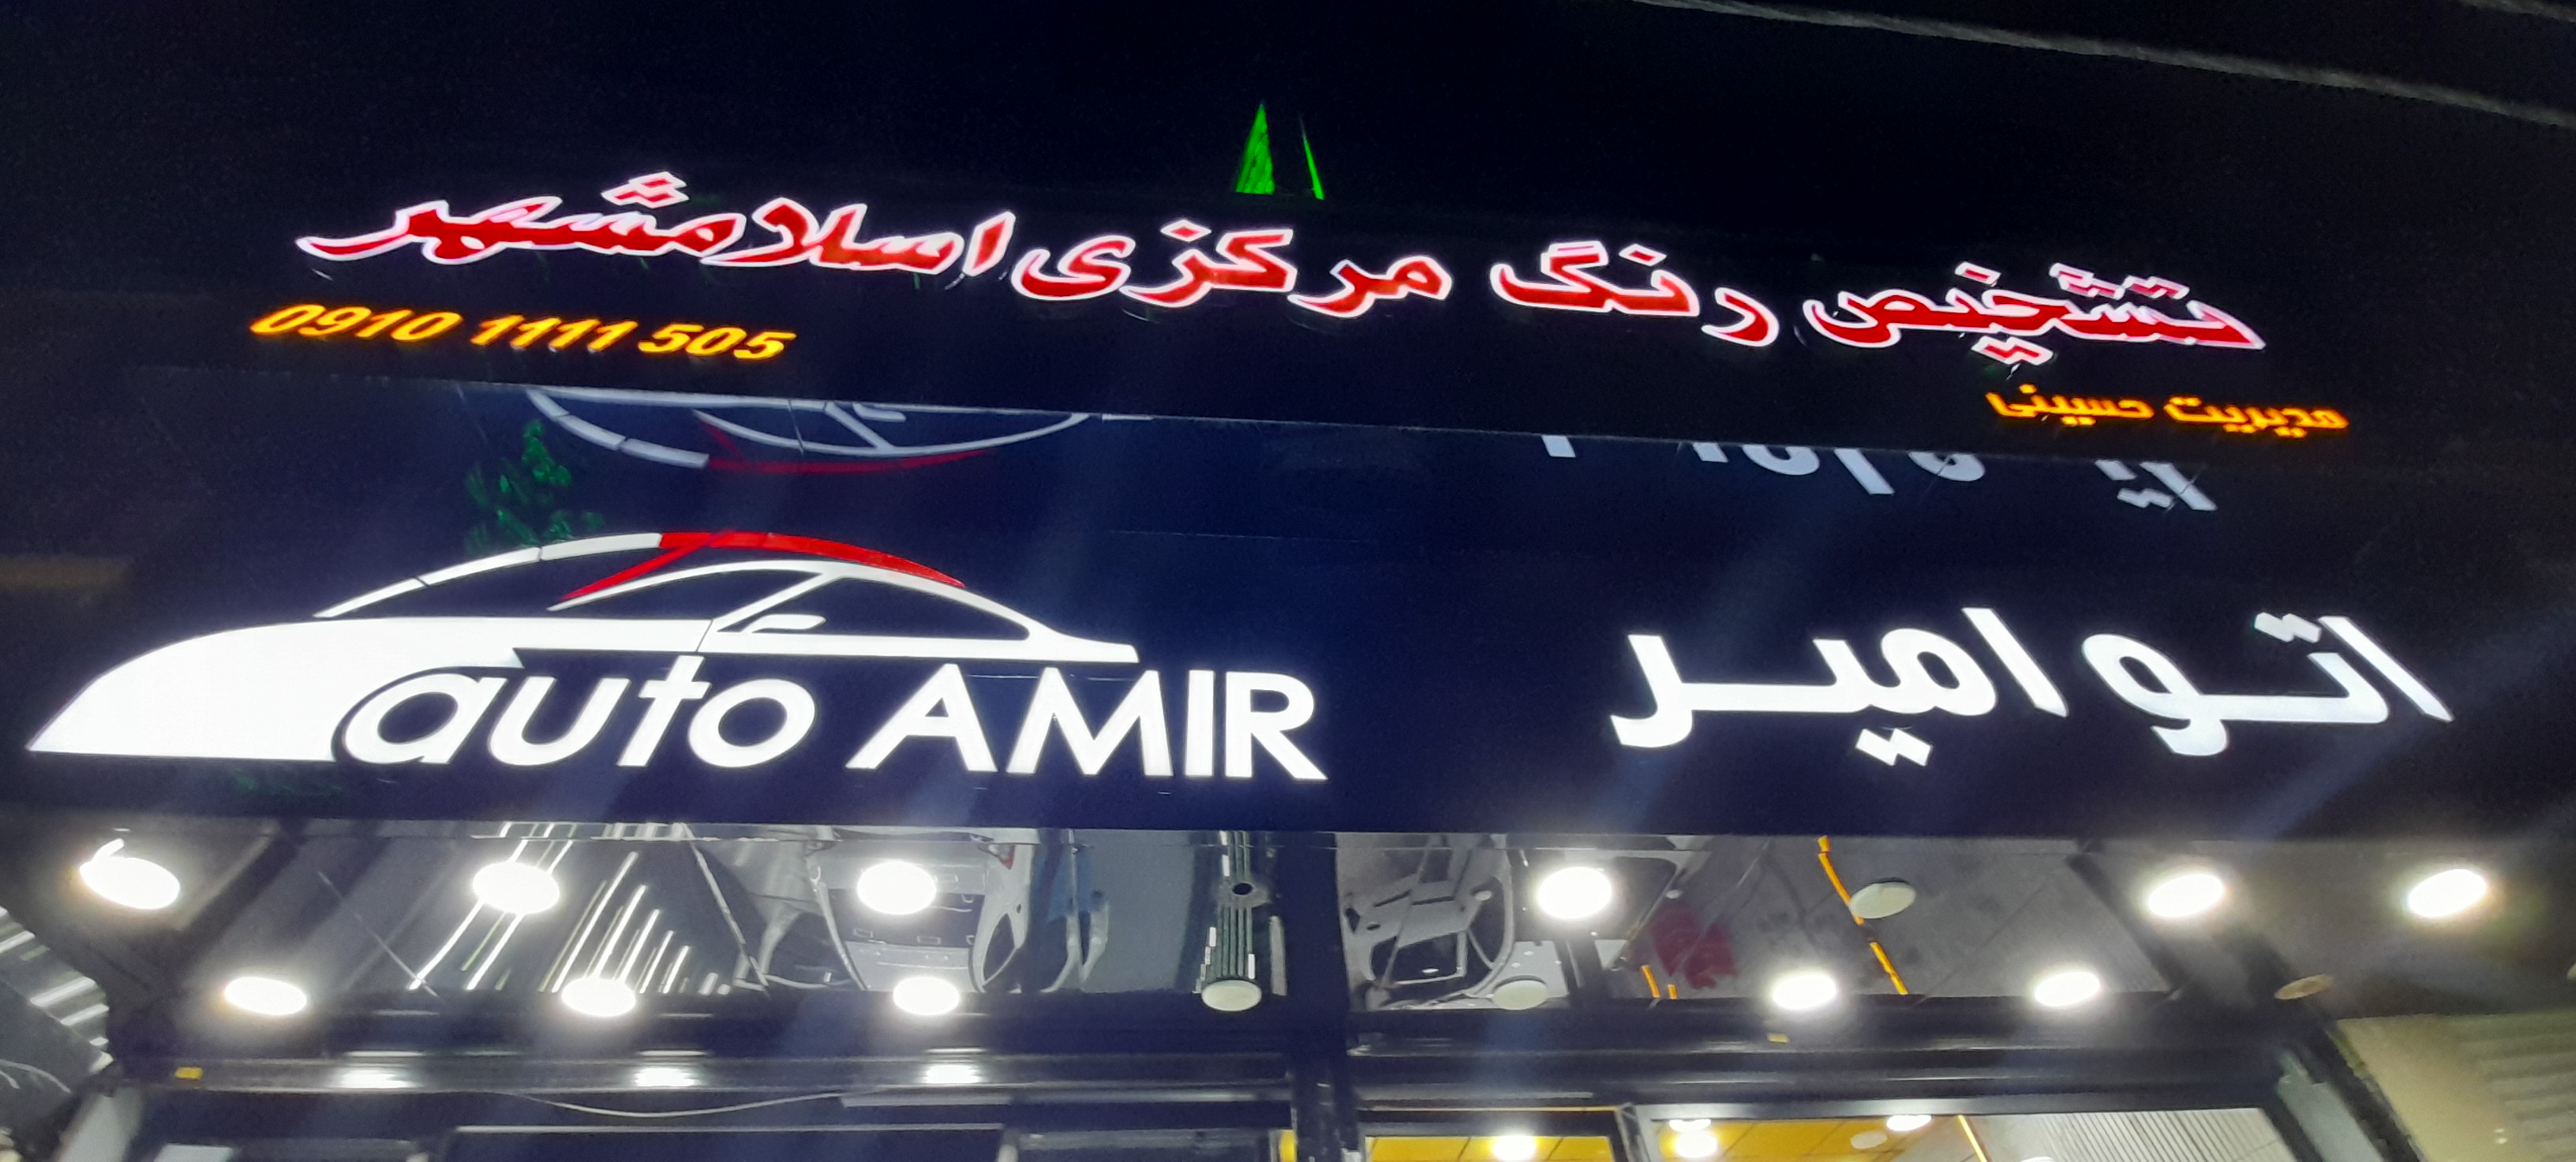 تشخیص رنگ مرکزی اسلامشهر
مدیریت حسینی
0910 1111 505
اتو امیر
auto AMIR